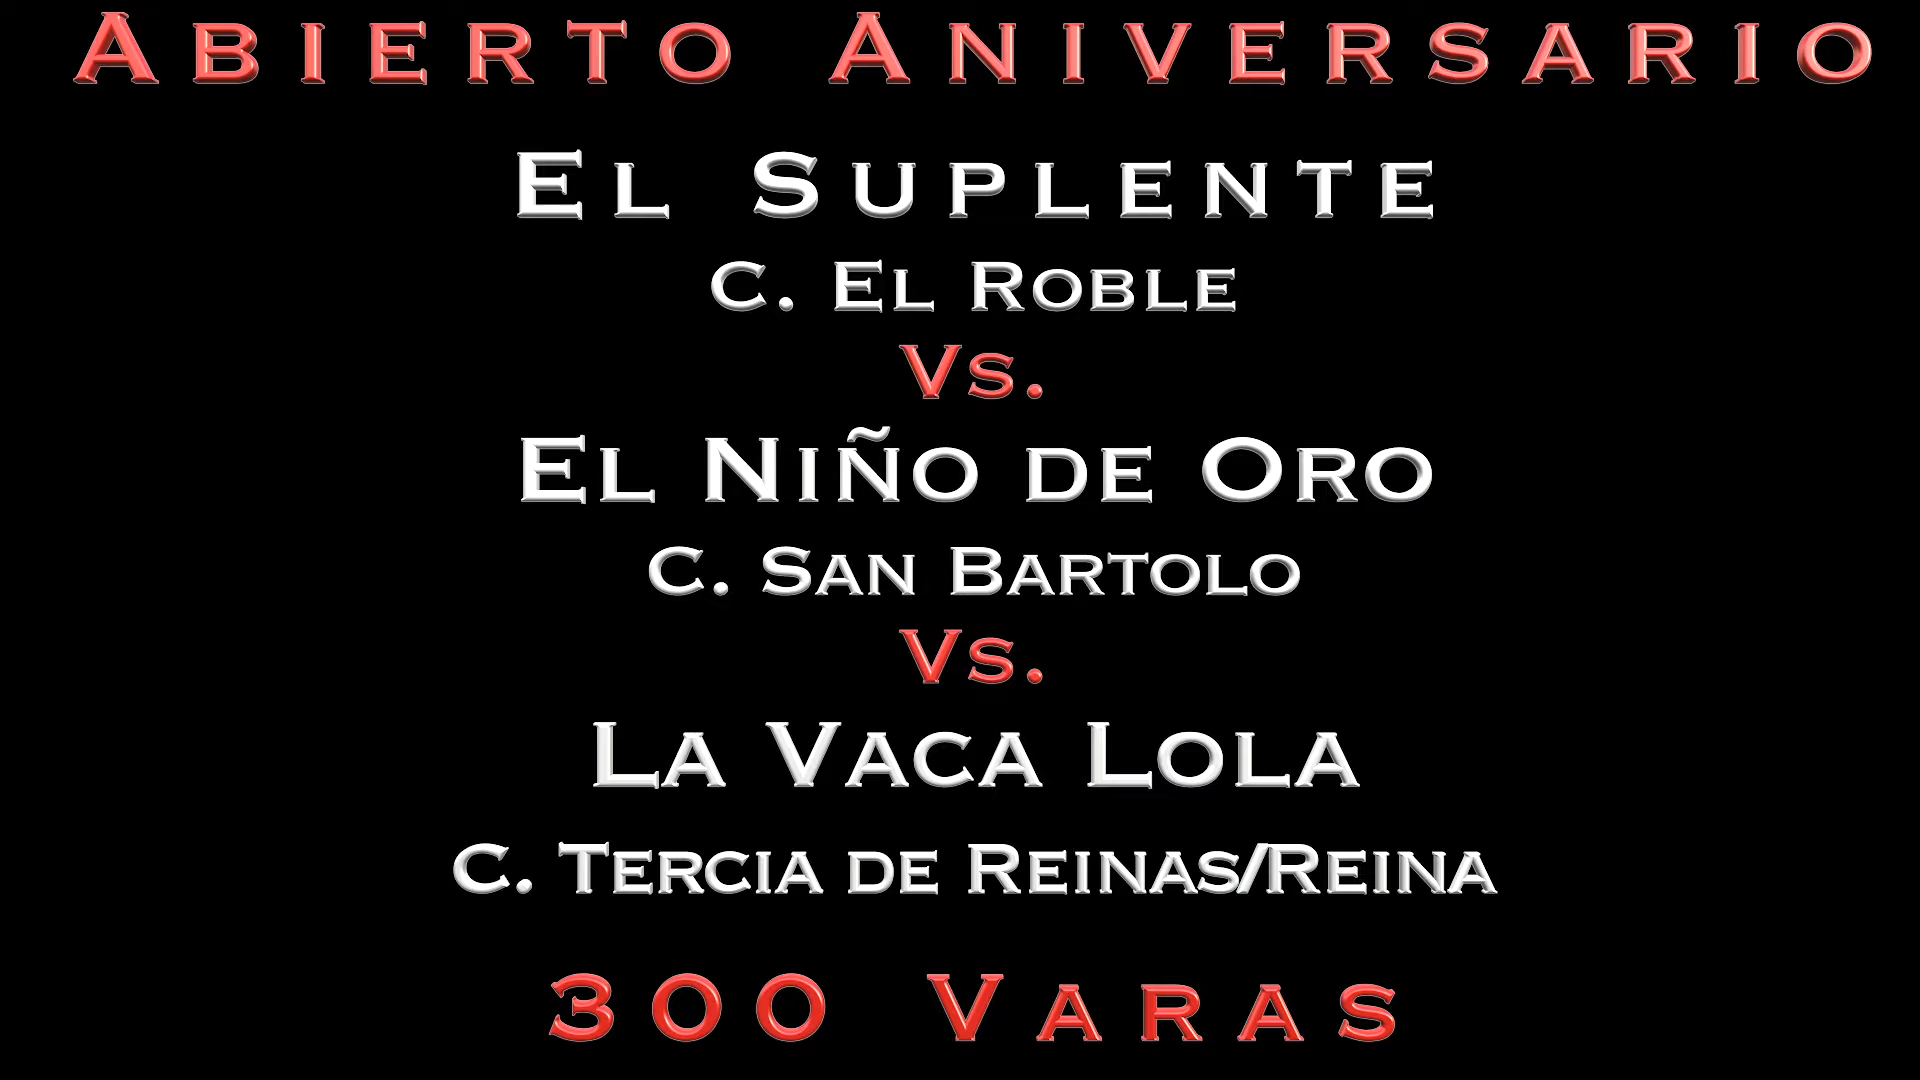 Abierto Aniversario
El Suplente
C. El Roble
Vs.
El Niño de Oro
C. San Bartolo
Vs.
La Vaca Lola
C. Tercia de Reinas/Reina
300 Varas